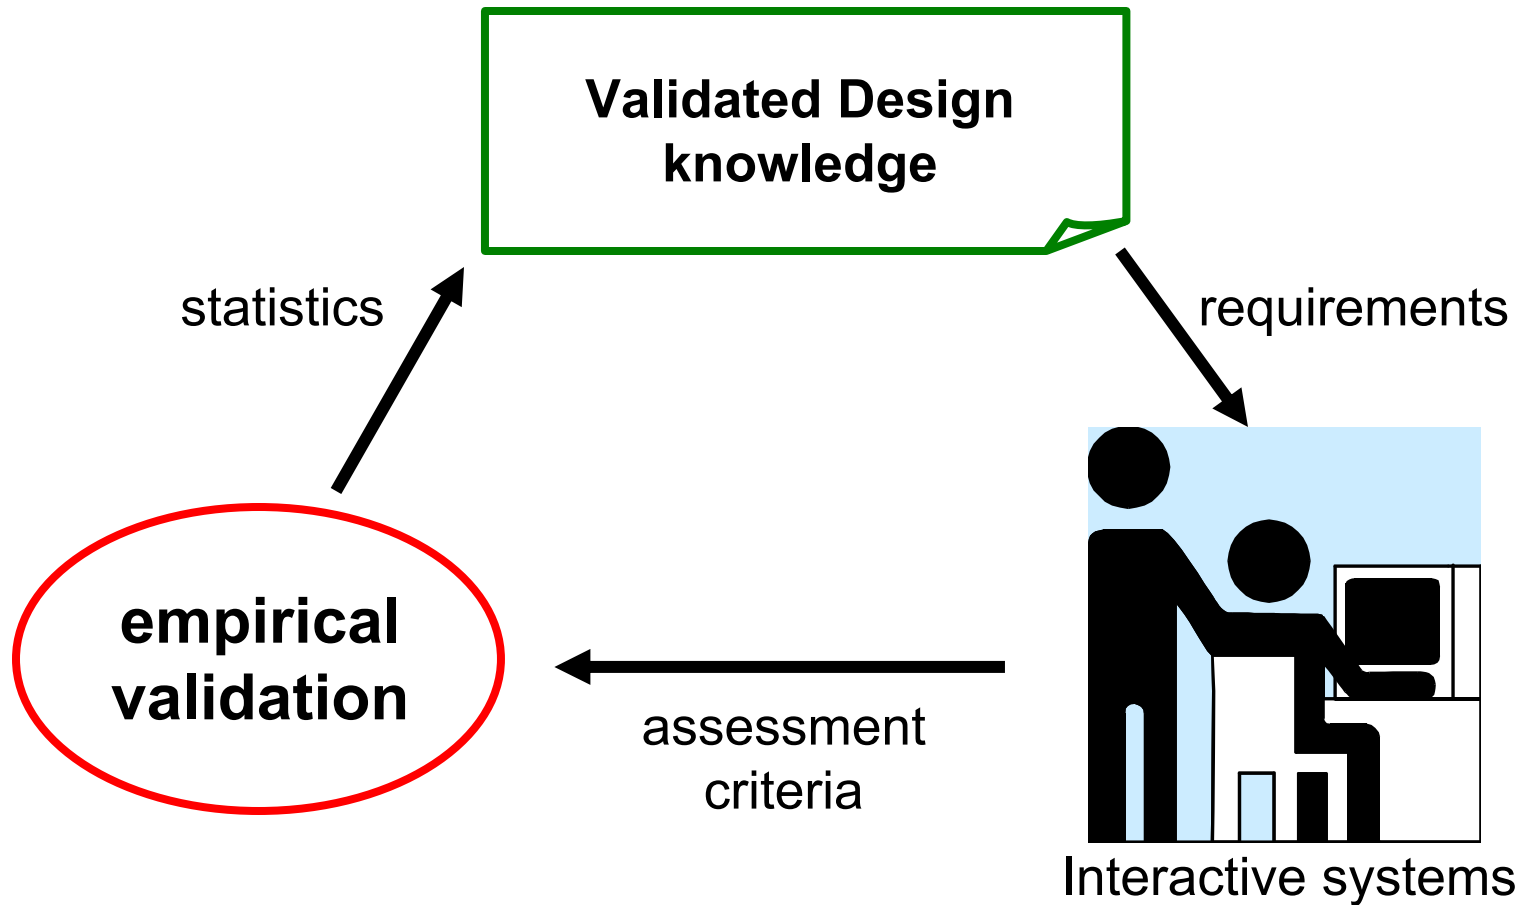 Validated Design
knowledge
statistics
requirements
empirical
validation
assessment
criteria
Interactive systems